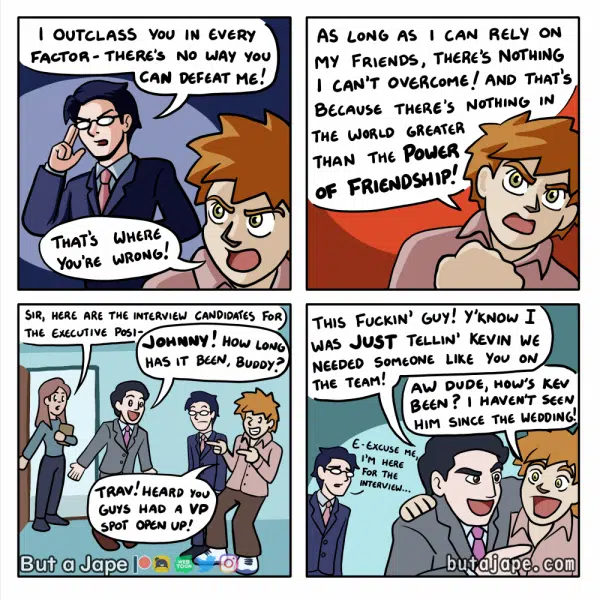 I OUTCLASS YOU IN EVERY
FACTOR - THERE'S NO WAY YOU
CAN DEFEAT ME!
THAT'S WHERE
YOU'RE WRONG!
AS LONG AS I CAN RELY ON
MY FRIENDS, THERE'S NOTHING
I CAN'T OVERCOME! AND THAT'S
BECAUSE THERE'S NOTHING IN
THE WORLD GREATER
THAN THE POWER
OF FRIENDSHIP!
SIR, HERE ARE THE INTERVIEW CANDIDATES FOR
THE EXECUTIVE POSI-
JOHNNY! HOW LONG
HAS IT BEEN, BUDDY?
TRAV! HEARD YOU
GUYS HAD A VP
SPOT OPEN UP!
But a Jape
WEB
TOON
THIS FUCKIN' GUY! Y'KNOW I
WAS JUST TELLIN' KEVIN WE
NEEDED SOMEONE LIKE YOU ON
THE TEAM!
AW DUDE, HOW'S KEV
BEEN? I HAVEN'T SEEN
HIM SINCE THE WEDDING!
E-EXCUSE ME,
I'M HERE
FOR THE
INTERVIEW...
butajape.com